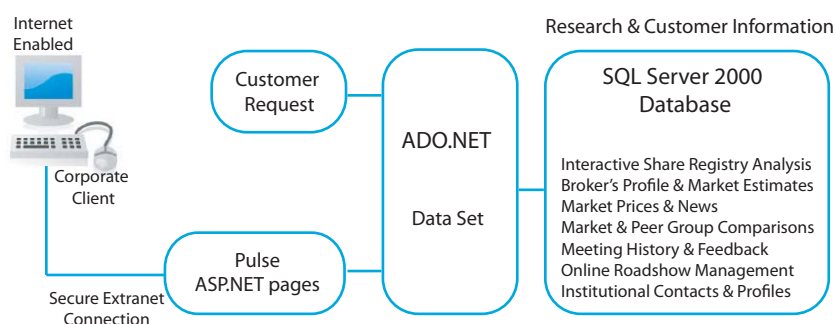 Internet
Enabled
Corporate
Client
Secure Extranet
Connection
Customer
Request
Pulse
ASP.NET pages
ADO.NET
Data Set
Research & Customer Information
SQL Server 2000
Database
Interactive Share Registry Analysis
Broker's Profile & Market Estimates
Market Prices & News
Market & Peer Group Comparisons
Meeting History & Feedback
Online Roadshow Management
Institutional Contacts & Profiles